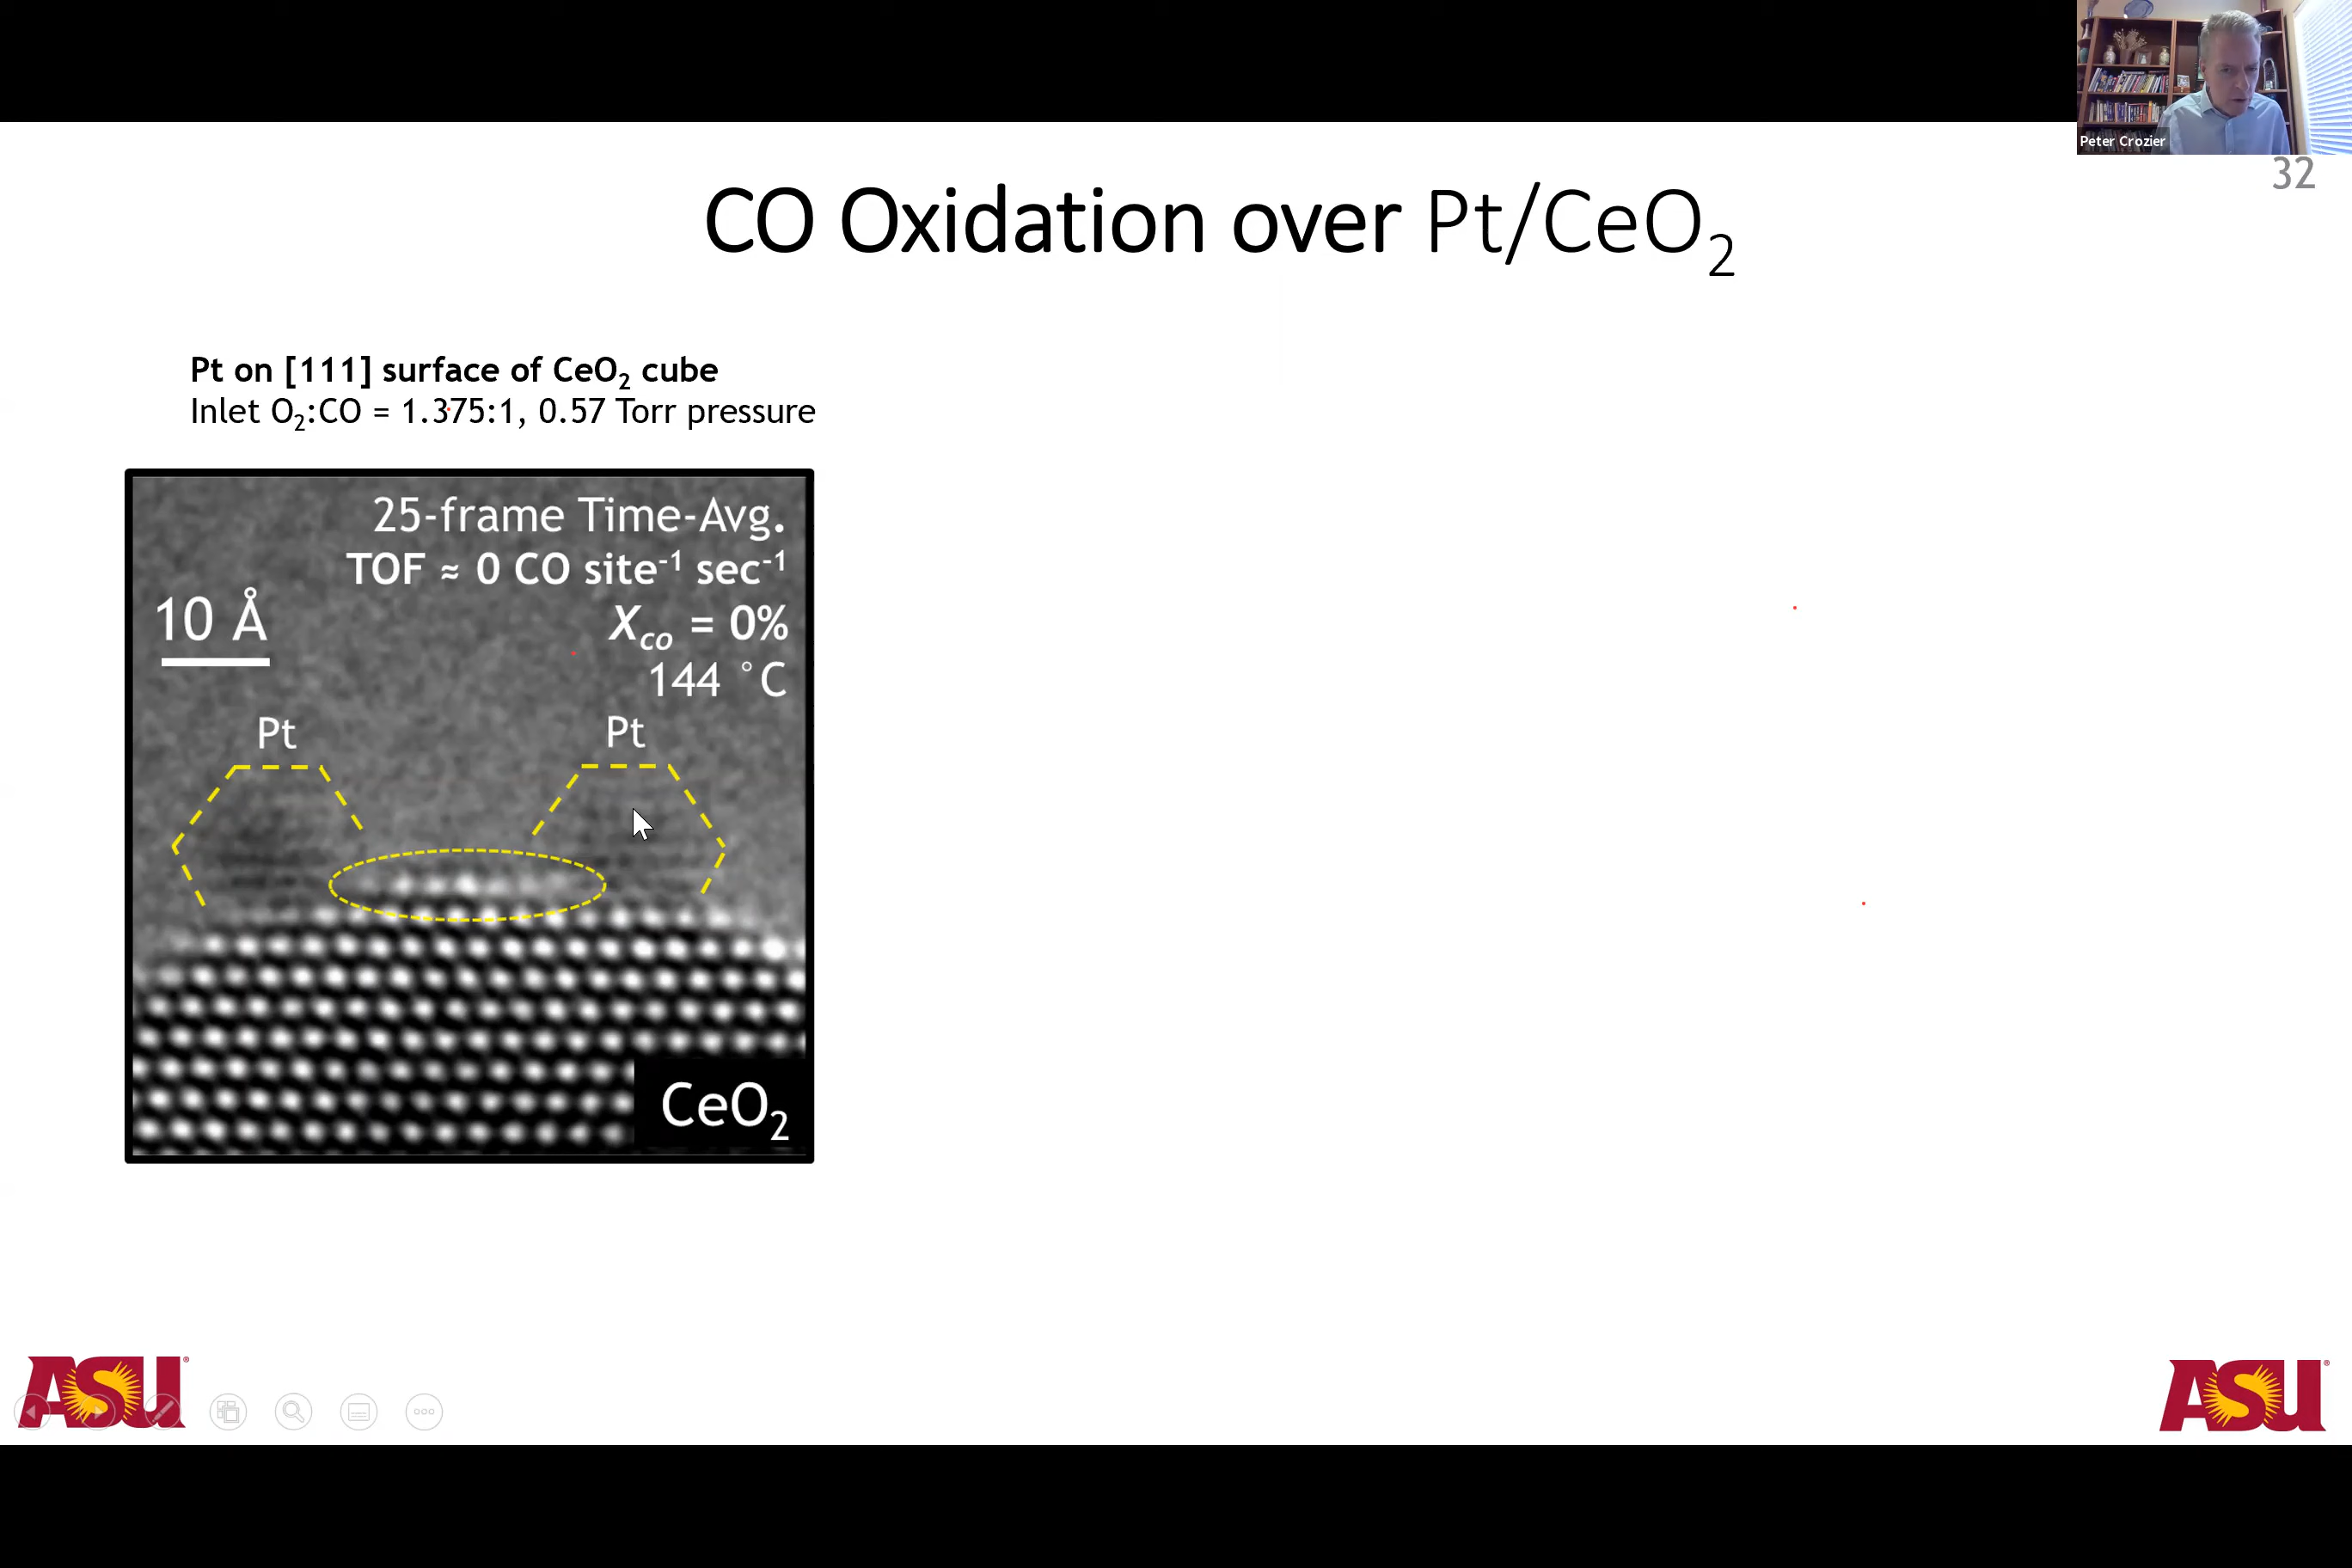 Peter Crozier
32
CO Oxidation over Pt/CeO₂
Pt on [111] surface of CeO₂ cube
Inlet O₂:CO = 1.375:1, 0.57 Torr pressure
25-frame Time-Avg.
TOF ≈ 0 CO site⁻¹ sec⁻¹
10 Å
X_co = 0%
144 °C
Pt
Pt
CeO₂
ASU
ASU